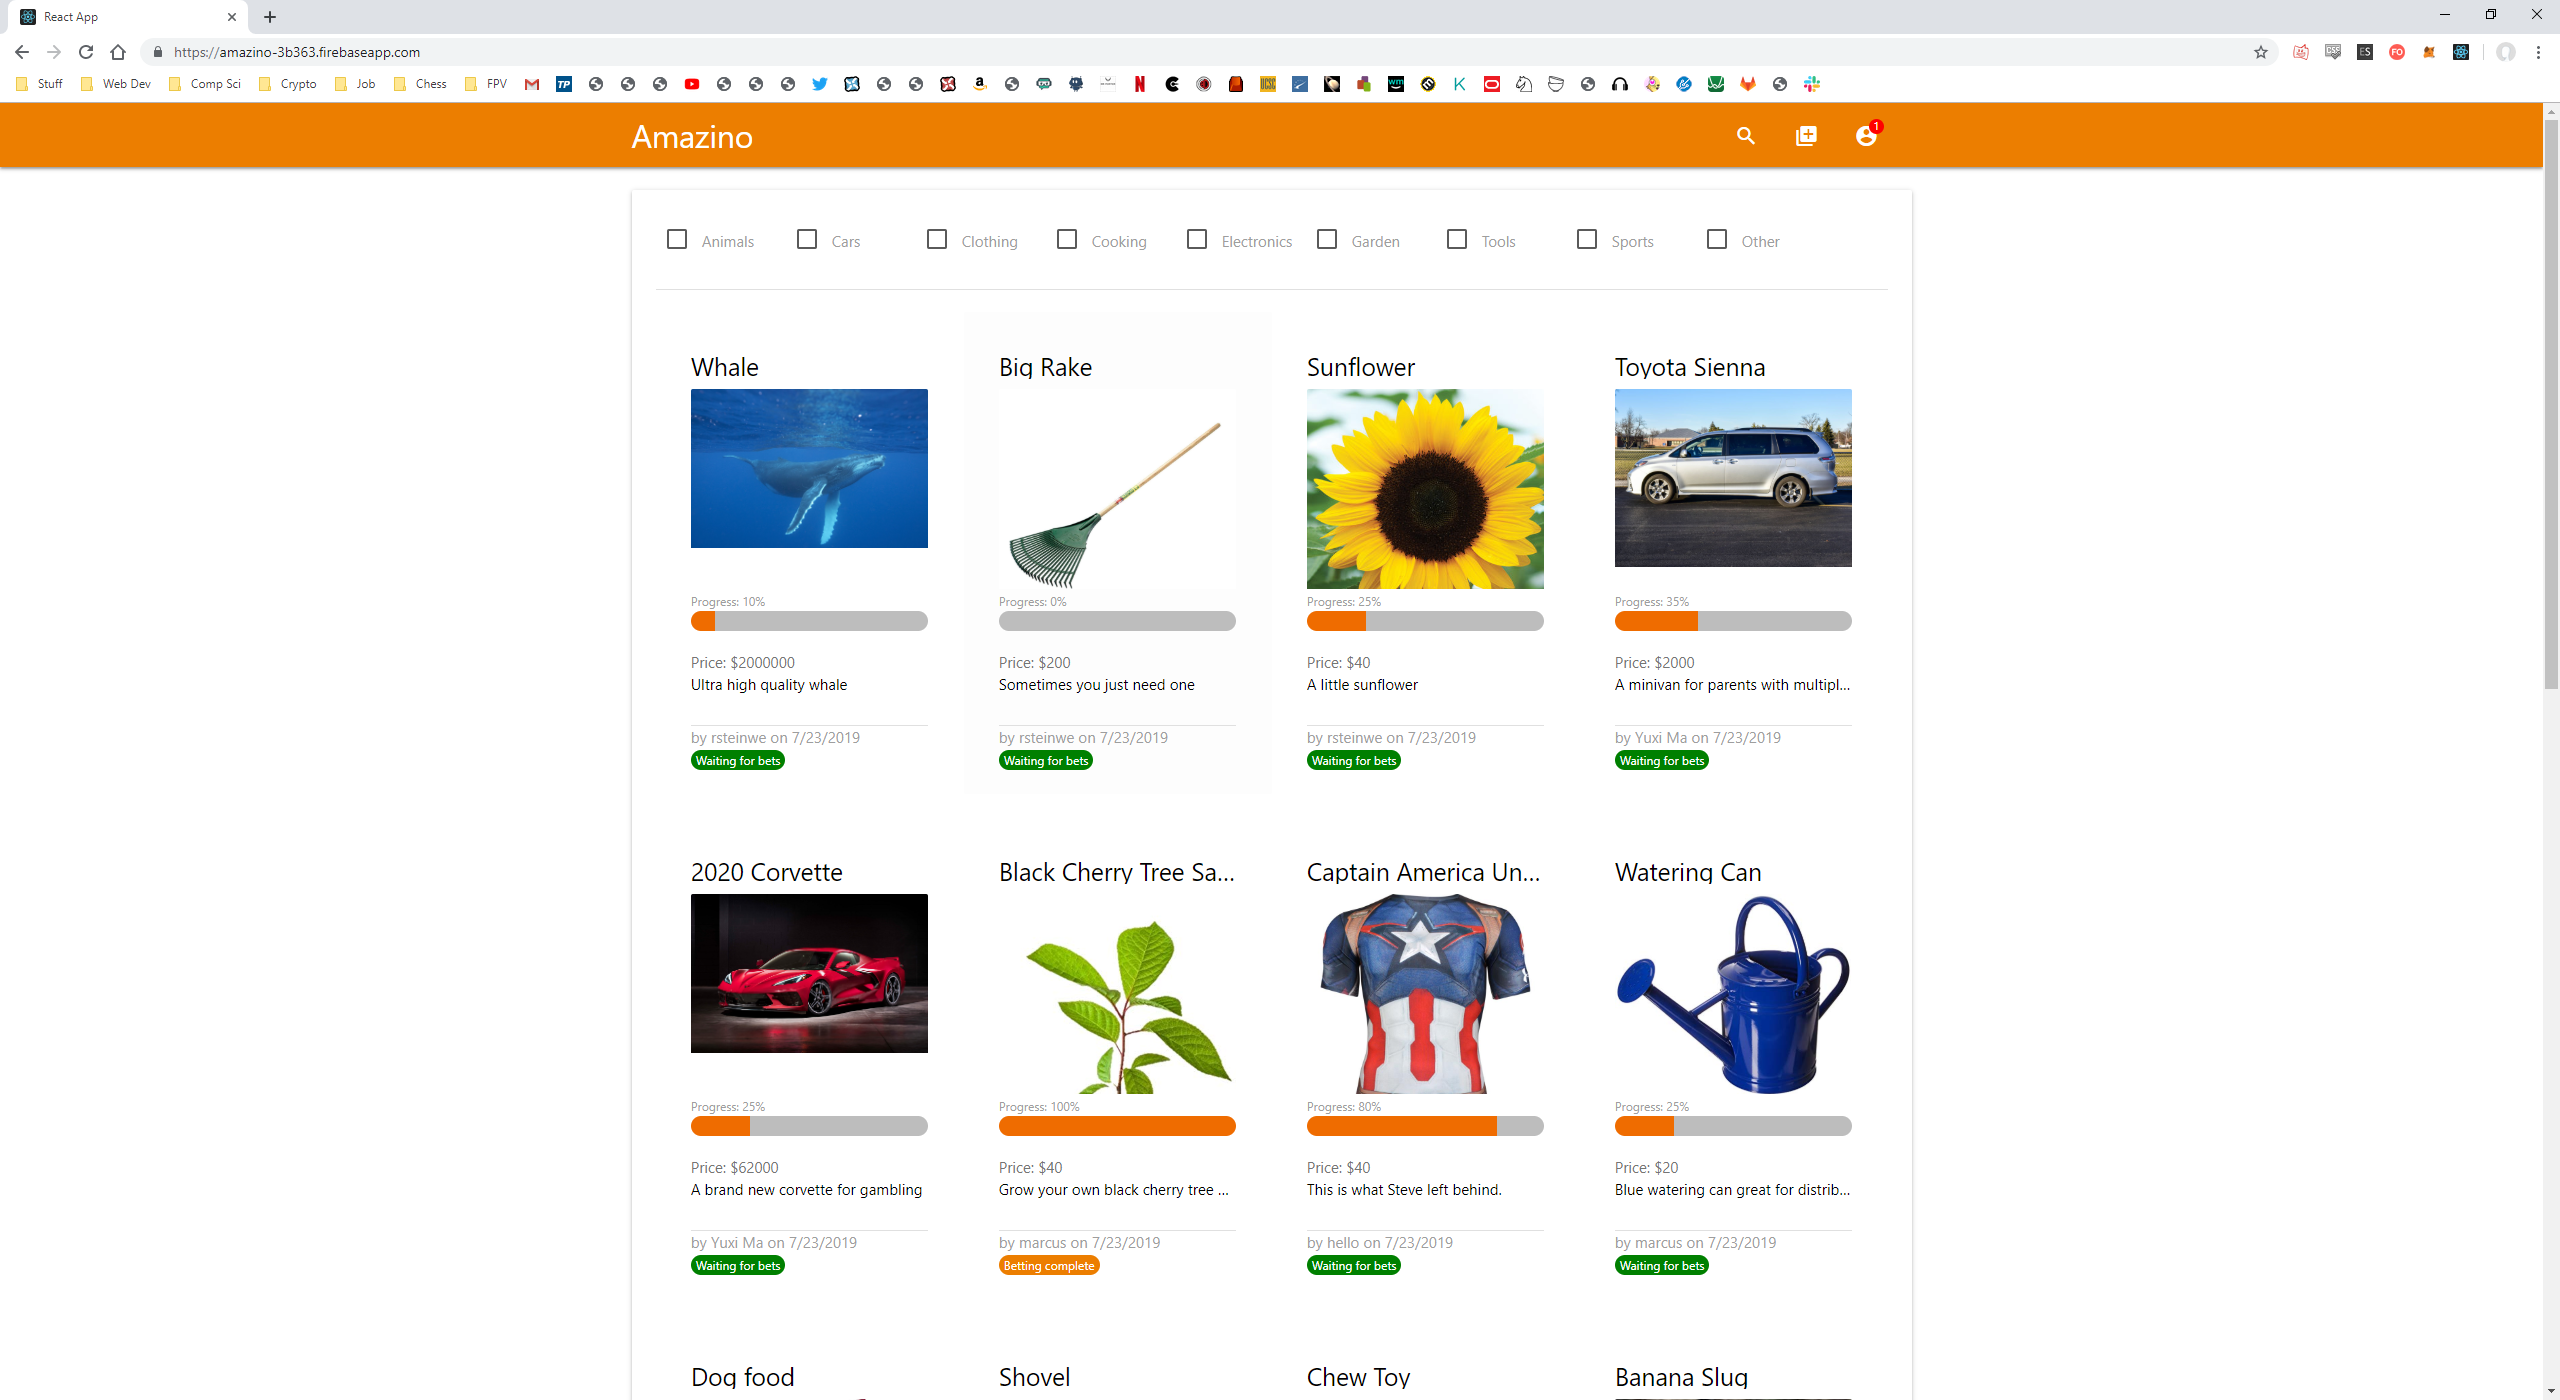 React App
https://amazino-3b363.firebaseapp.com
Stuff
Web Dev
Comp Sci
Crypto
Job
Chess
FPV
Amazino
1
Animals
Cars
Clothing
Cooking
Electronics
Garden
Tools
Sports
Other
Whale
Big Rake
Sunflower
Toyota Sienna
Progress: 10%
Progress: 0%
Progress: 25%
Progress: 35%
Price: $2000000
Price: $200
Price: $40
Price: $2000
Ultra high quality whale
Sometimes you just need one
A little sunflower
A minivan for parents with multipl...
by rsteinwe on 7/23/2019
by rsteinwe on 7/23/2019
by rsteinwe on 7/23/2019
by Yuxi Ma on 7/23/2019
Waiting for bets
Waiting for bets
Waiting for bets
Waiting for bets
2020 Corvette
Black Cherry Tree Sa...
Captain America Un...
Watering Can
Progress: 25%
Progress: 100%
Progress: 80%
Progress: 25%
Price: $62000
Price: $40
Price: $40
Price: $20
A brand new corvette for gambling
Grow your own black cherry tree ...
This is what Steve left behind.
Blue watering can great for distrib...
by Yuxi Ma on 7/23/2019
by marcus on 7/23/2019
by hello on 7/23/2019
by marcus on 7/23/2019
Waiting for bets
Betting complete
Waiting for bets
Waiting for bets
Dog food
Shovel
Chew Toy
Banana Slug